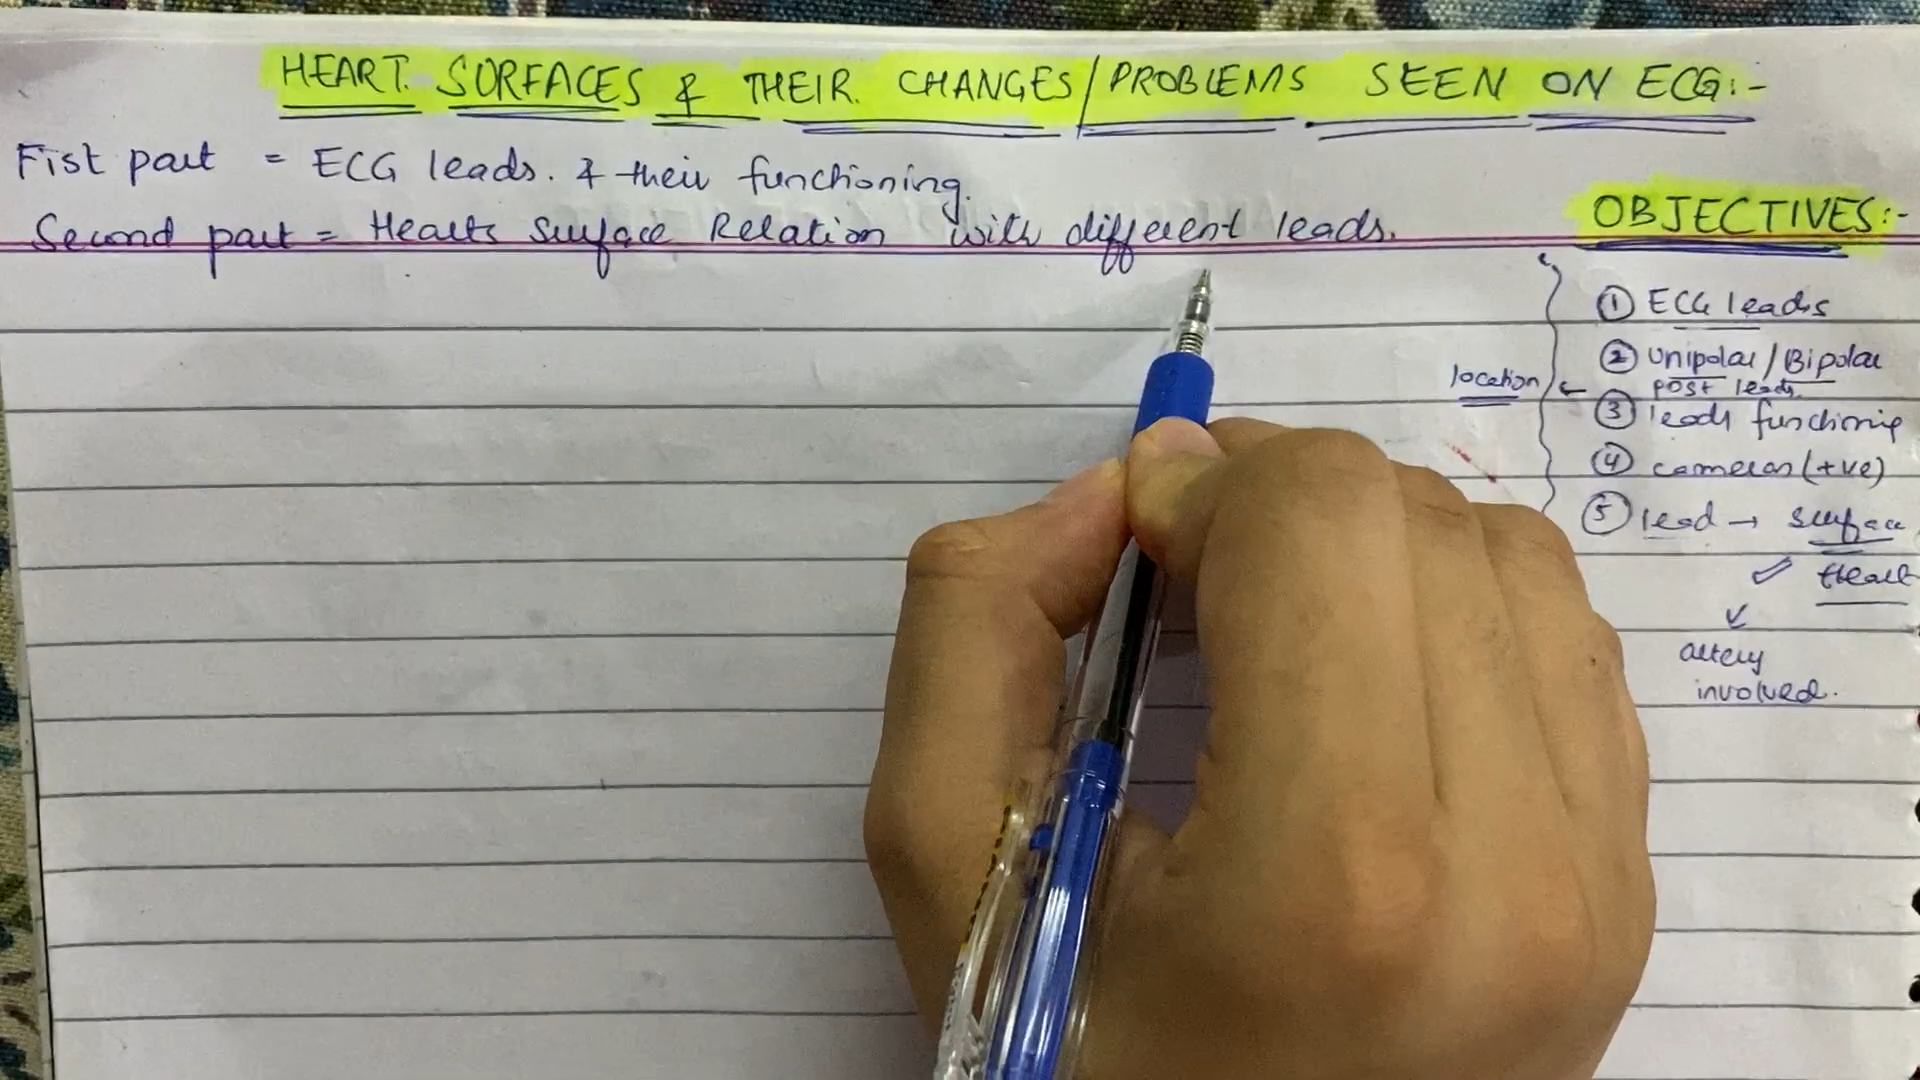 HEART. SURFACES & THEIR. CHANGES/PROBLEMS SEEN ON ECG:-
Fist part = ECG leads. & their functioning.
Second part = Hearts Surface Relation with different leads.
OBJECTIVES:-
① ECG leads
② Unipolar/Bipolar
post leads.
location
③ leads functioning
④ cameras (+ve)
⑤ lead → surface
Heart
artery
involved.